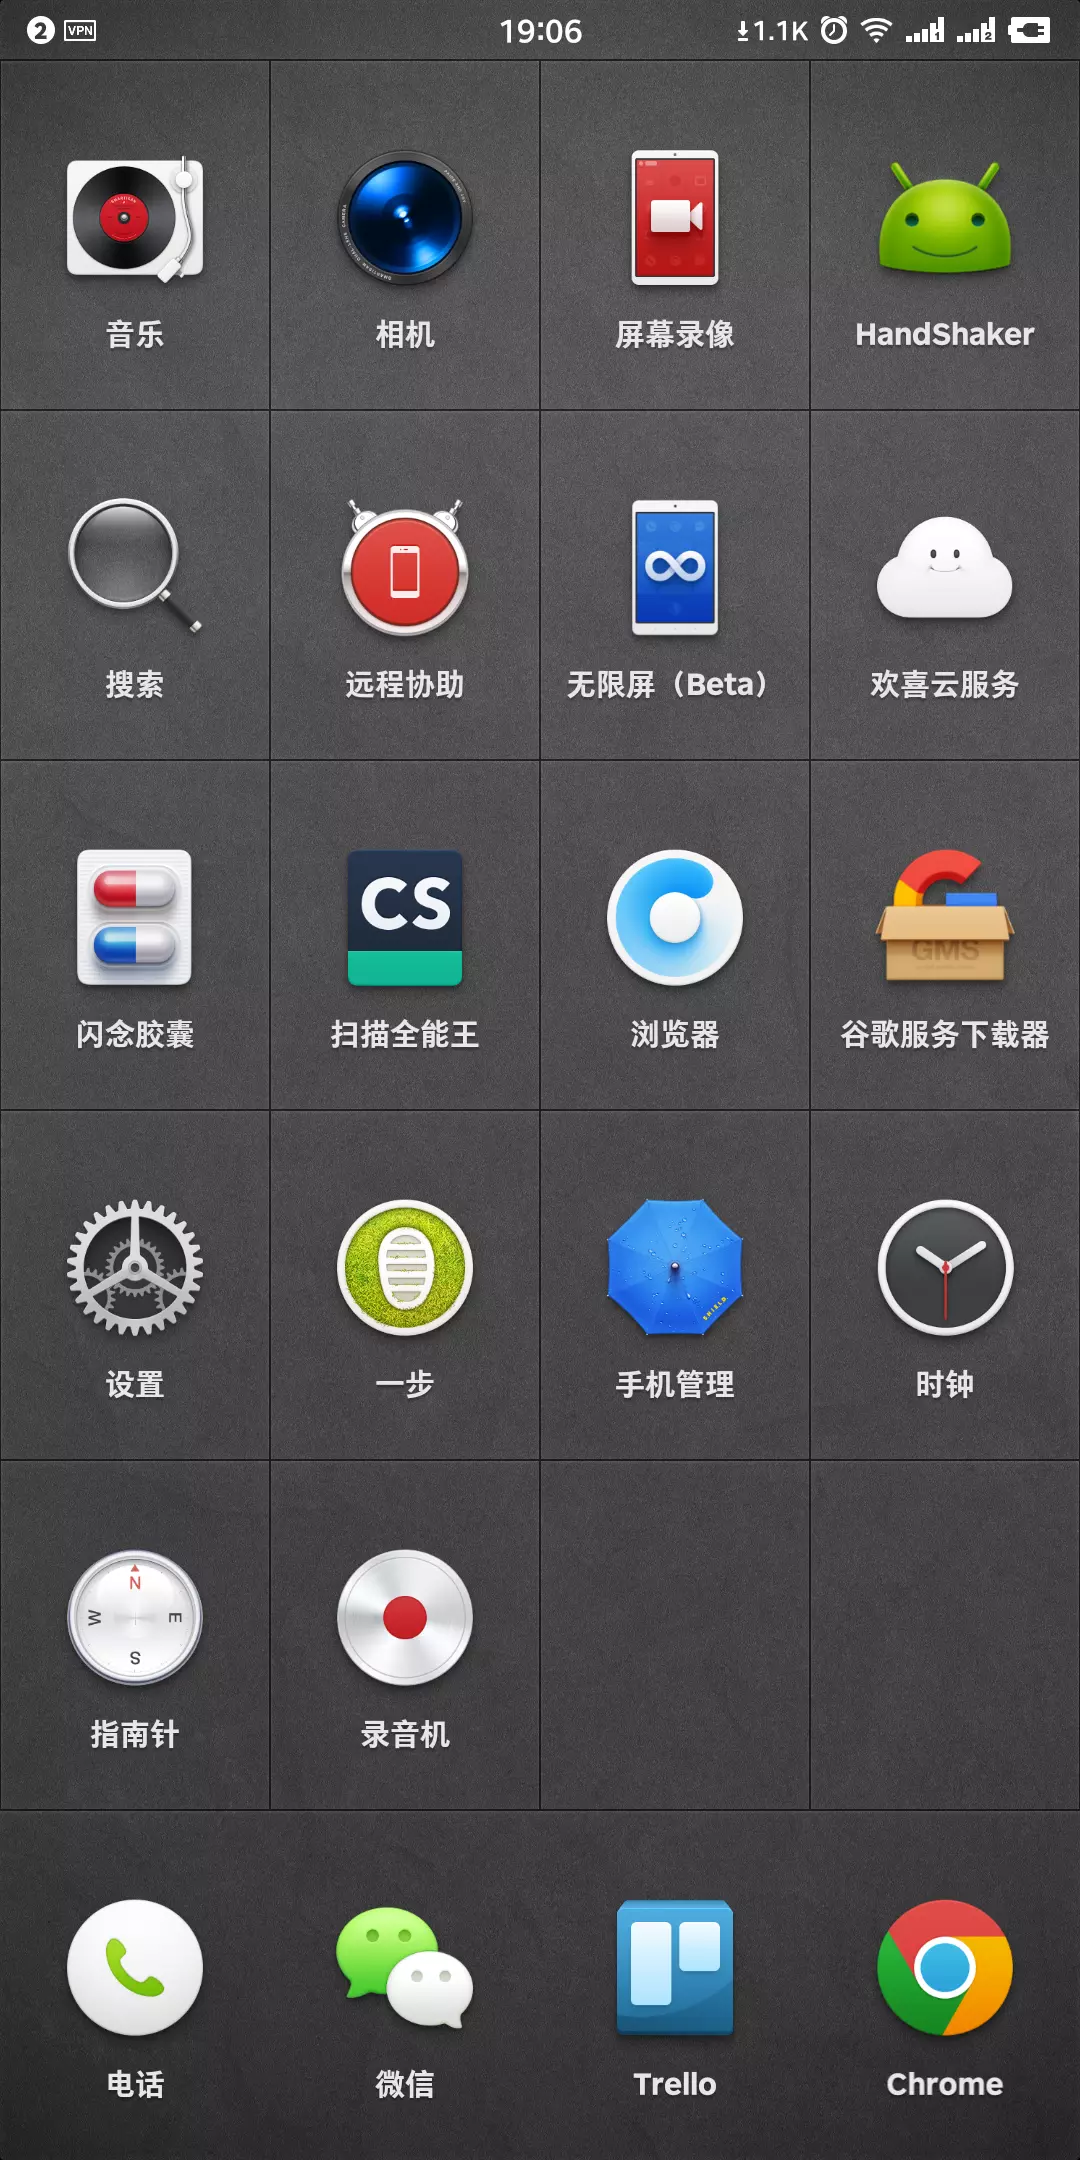 2 VPN 19:06 1.1K 1 2
音乐 相机 屏幕录像 HandShaker
搜索 远程协助 无限屏（Beta） 欢喜云服务
CS GMS
闪念胶囊 扫描全能王 浏览器 谷歌服务下载器
SHIELD
设置 一步 手机管理 时钟
N
W E
S
指南针 录音机
电话 微信 Trello Chrome